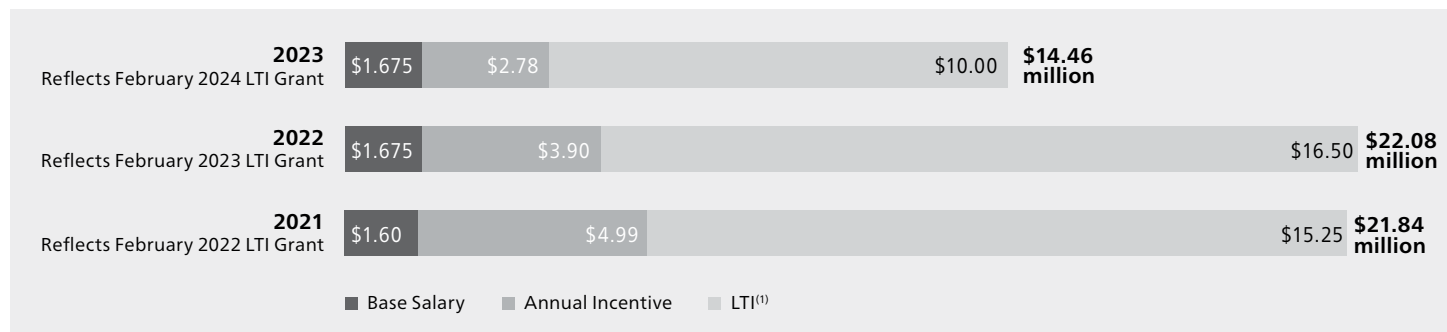 2023
Reflects February 2024 LTI Grant
$1.675 $2.78 $10.00
$14.46
million
2022
Reflects February 2023 LTI Grant
$1.675 $3.90 $16.50
$22.08
million
2021
Reflects February 2022 LTI Grant
$1.60 $4.99 $15.25
$21.84
million
Base Salary Annual Incentive LTI(1)